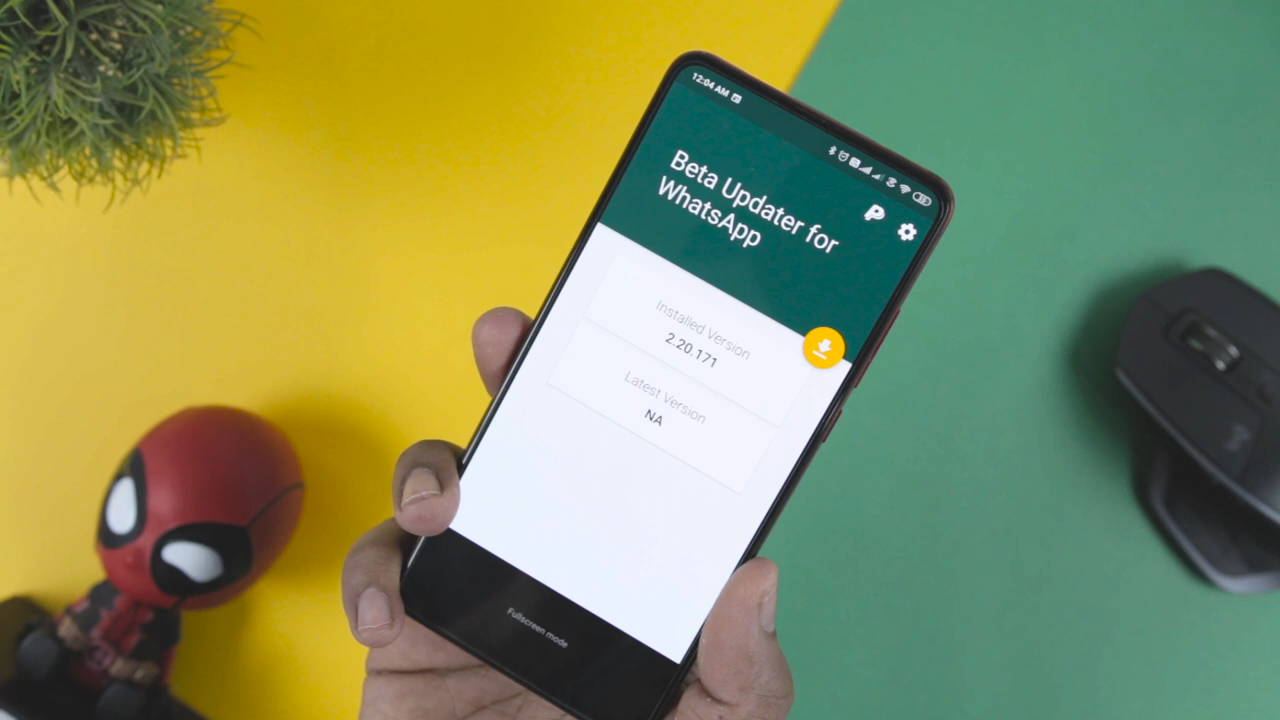 12:04 AM
Beta Updater for
WhatsApp
Installed Version
2.20.171
Latest Version
NA
Fullscreen mode